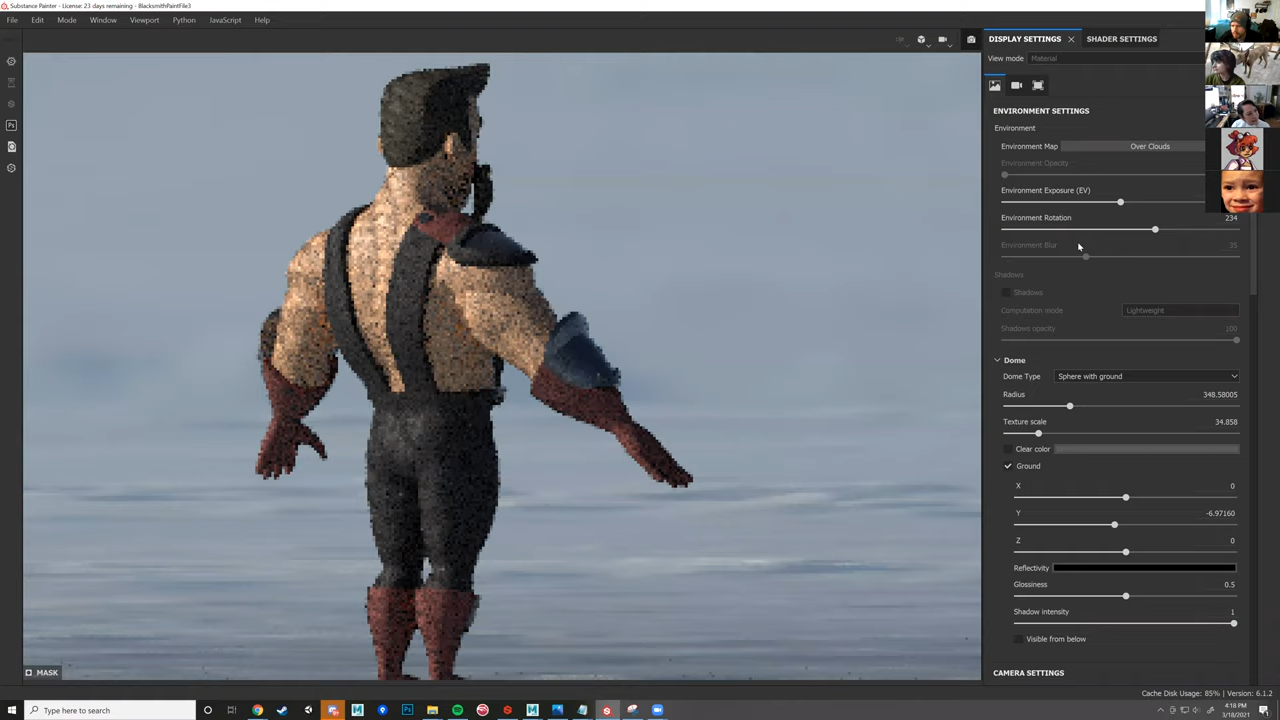 Substance Painter - License: 23 days remaining - BlacksmithPaintFile3
File Edit Mode Window Viewport Python JavaScript Help
DISPLAY SETTINGS SHADER SETTINGS
View mode Material
Ps
ENVIRONMENT SETTINGS
Environment
Environment Map Over Clouds
Environment Opacity
Environment Exposure (EV)
Environment Rotation 234
Environment Blur 35
Shadows
Shadows
Computation mode Lightweight
Shadows opacity 100
Dome
Dome Type Sphere with ground
Radius 348.58005
Texture scale 34.858
Clear color
Ground
X 0
Y -6.97160
Z 0
Reflectivity
Glossiness 0.5
Shadow intensity 1
Visible from below
MASK
CAMERA SETTINGS
Cache Disk Usage: 85% | Version: 6.1.2
Type here to search
Ps
4:18 PM
3/18/2021